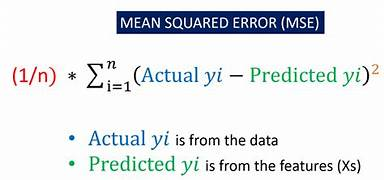 MEAN SQUARED ERROR (MSE)
(1/n) * ∑ⁿᵢ₌₁(Actual yi − Predicted yi)²
• Actual yi is from the data
• Predicted yi is from the features (Xs)